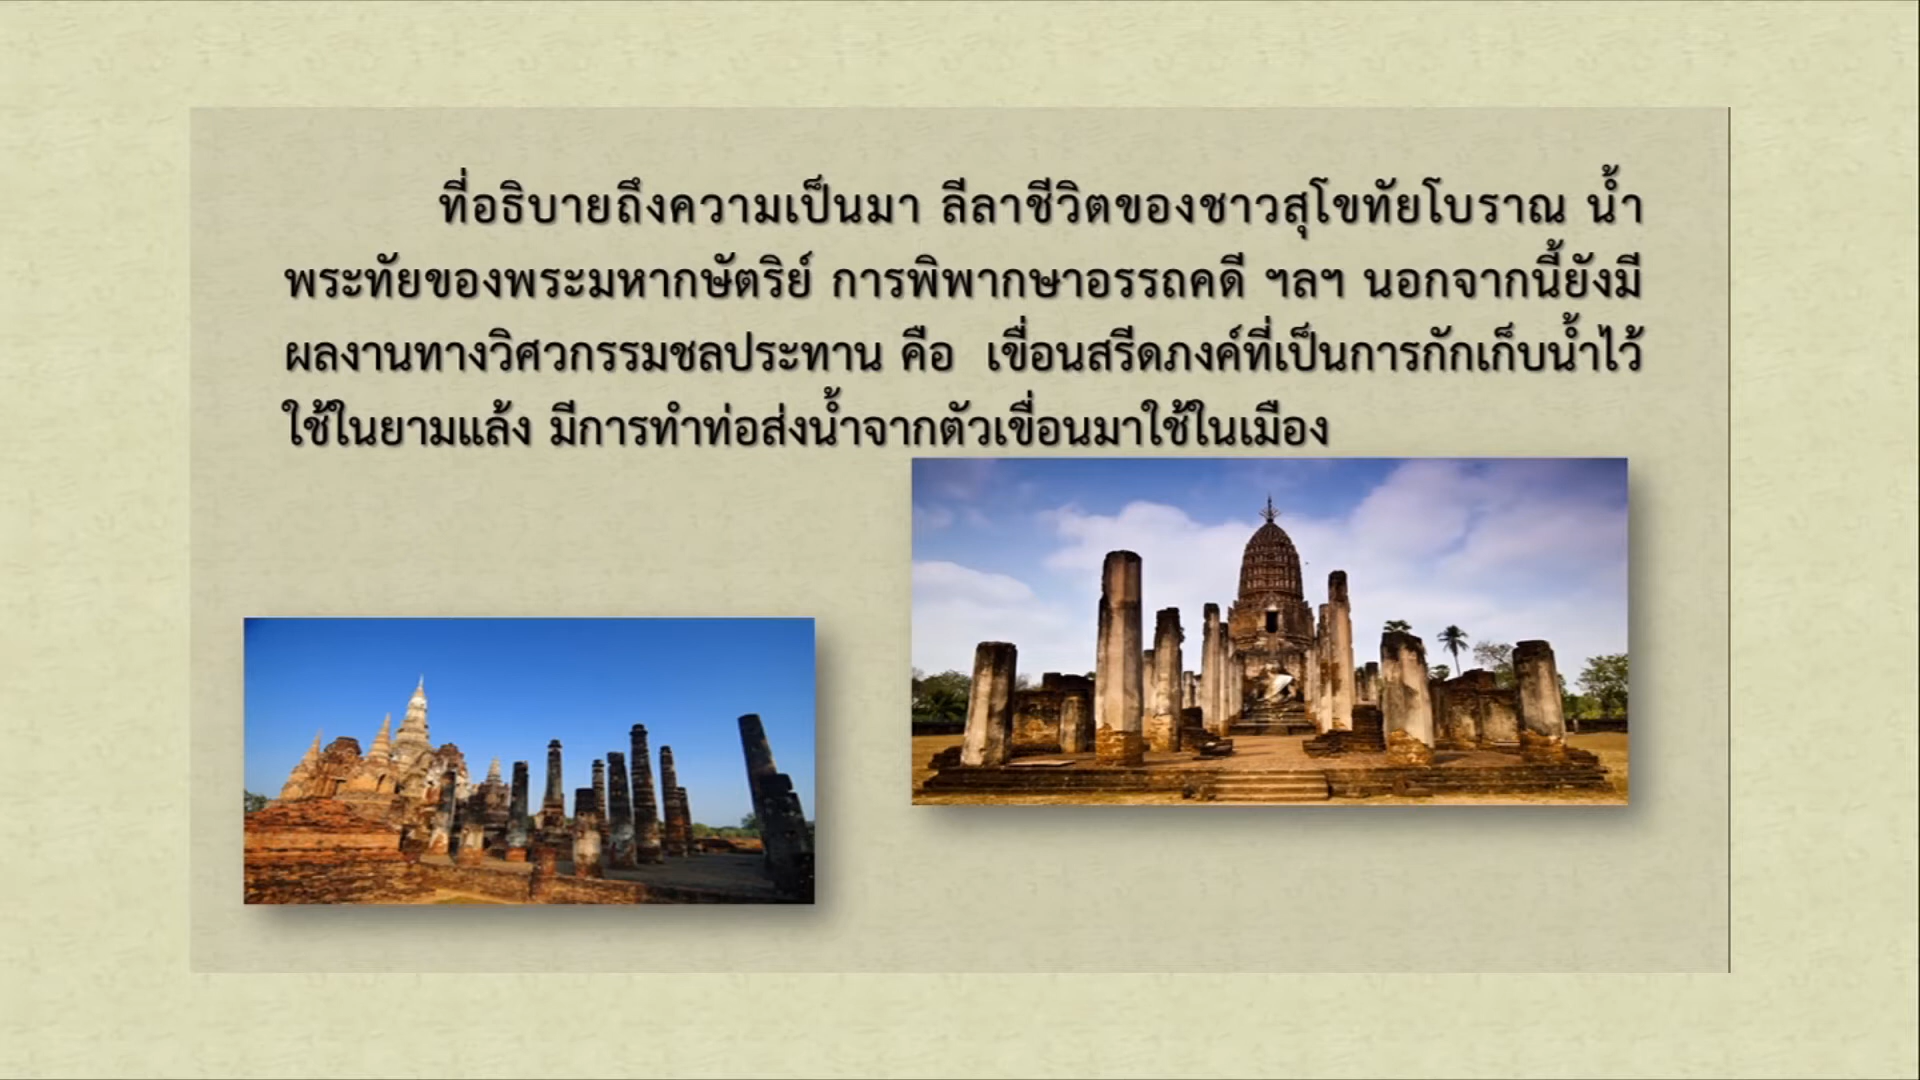 ที่อธิบายถึงความเป็นมา ลีลาชีวิตของชาวสุโขทัยโบราณ น้ำ
พระทัยของพระมหากษัตริย์ การพิพากษาอรรถคดี ฯลฯ นอกจากนี้ยังมี
ผลงานทางวิศวกรรมชลประทาน คือ เขื่อนสรีดภงค์ที่เป็นการกักเก็บน้ำไว้
ใช้ในยามแล้ง มีการทำท่อส่งน้ำจากตัวเขื่อนมาใช้ในเมือง